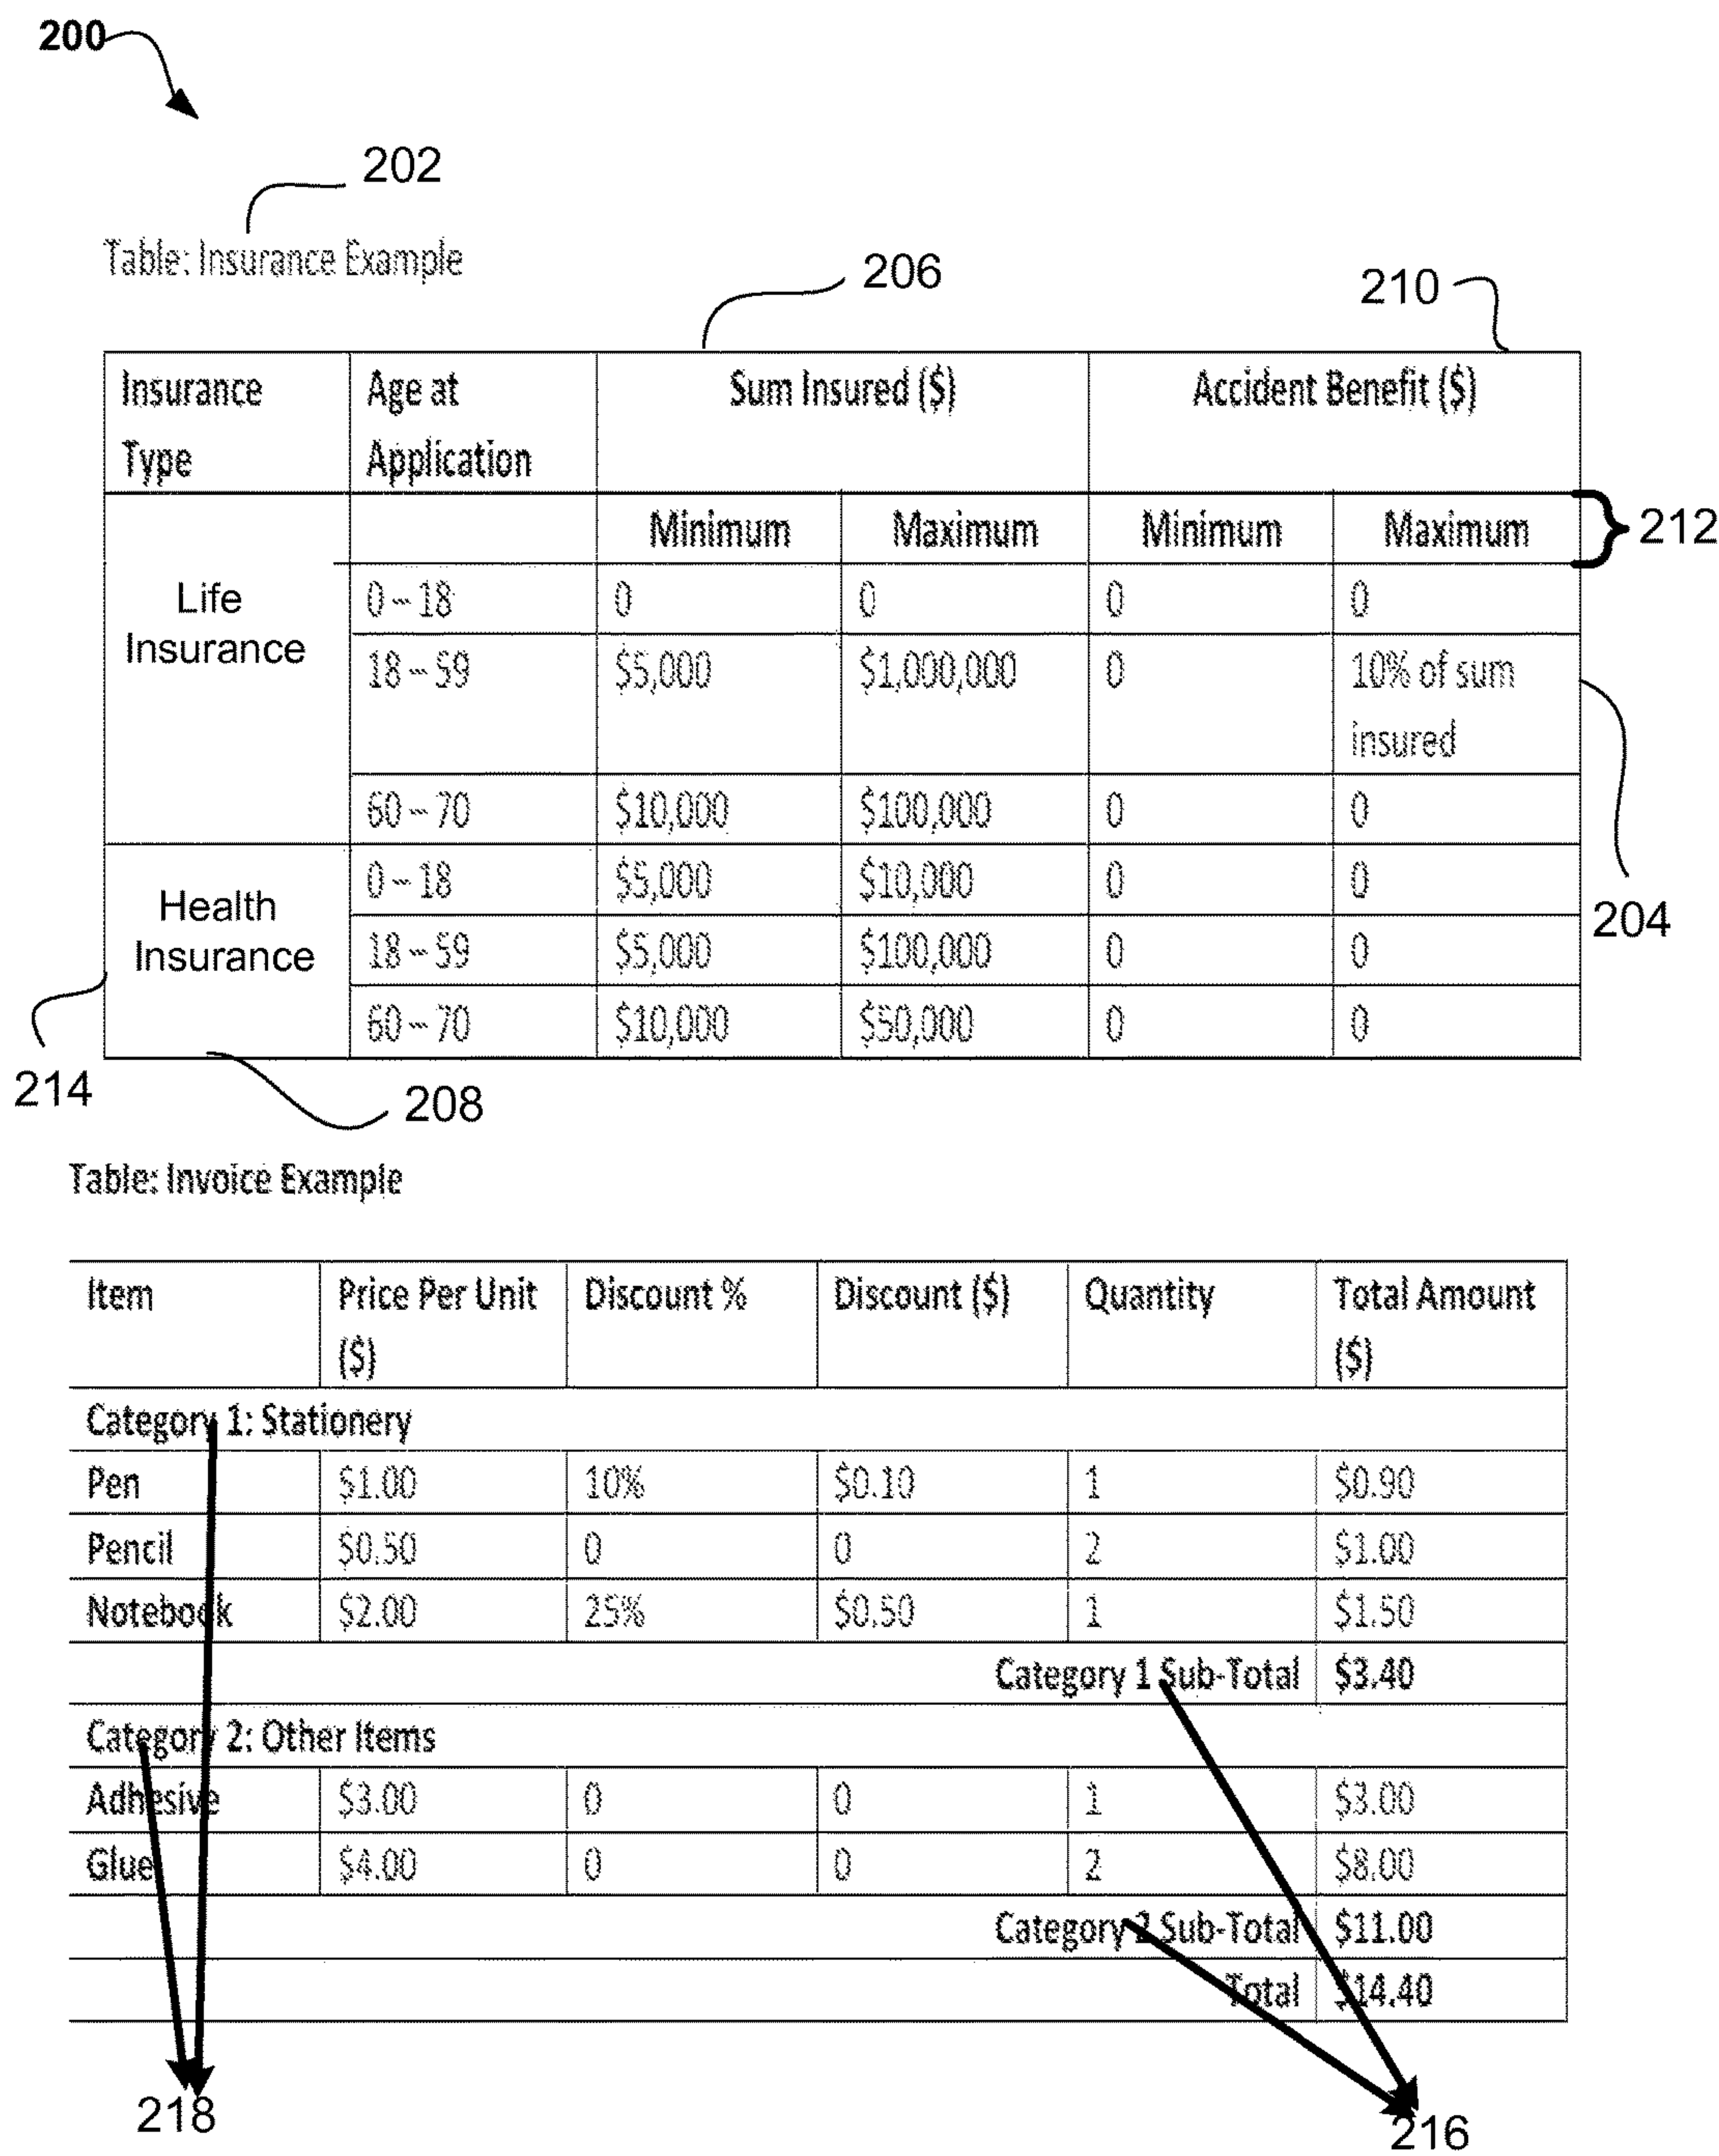 200
202
Table: Insurance Example
206
210
Insurance Type Age at Application Sum Insured ($) Accident Benefit ($)
Minimum Maximum Minimum Maximum
212
Life Insurance
0 – 18 0 0 0 0
18 – 59 $5,000 $1,000,000 0 10% of sum insured
60 – 70 $10,000 $100,000 0 0
204
Health Insurance
0 – 18 $5,000 $10,000 0 0
18 – 59 $5,000 $100,000 0 0
60 – 70 $10,000 $50,000 0 0
214
208
Table: Invoice Example
Item Price Per Unit ($) Discount % Discount ($) Quantity Total Amount ($)
Category 1: Stationery
Pen $1.00 10% $0.10 1 $0.90
Pencil $0.50 0 0 2 $1.00
Notebook $2.00 25% $0.50 1 $1.50
Category 1 Sub-Total $3.40
Category 2: Other Items
Adhesive $3.00 0 0 1 $3.00
Glue $4.00 0 0 2 $8.00
Category 2 Sub-Total $11.00
Total $14.40
218
216